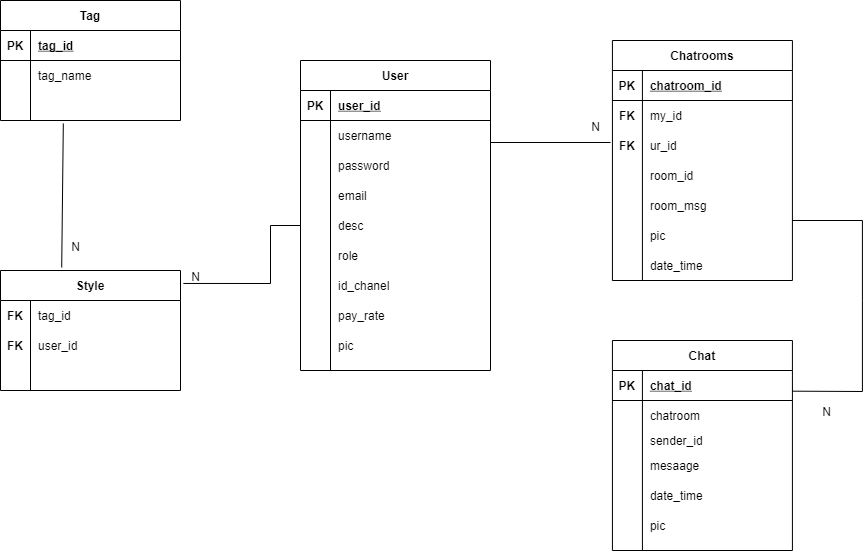 Tag
PK tag_id
tag_name
N
Style
FK tag_id
FK user_id
N
User
PK user_id
username
password
email
desc
role
id_chanel
pay_rate
pic
N
Chatrooms
PK chatroom_id
FK my_id
FK ur_id
room_id
room_msg
pic
date_time
Chat
PK chat_id
chatroom
sender_id
mesaage
date_time
pic
N